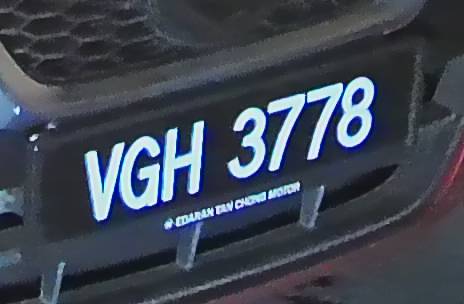 VGH 3778
EDARAN TAN CHONG MOTOR